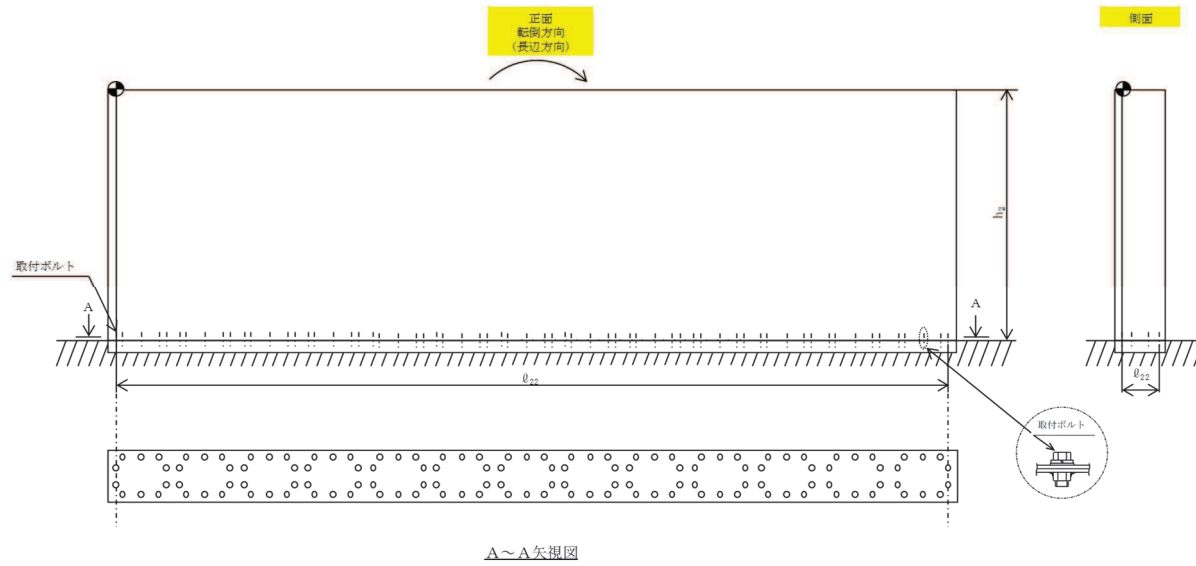 正面
転倒方向
(長辺方向)
側面
取付ボルト
A
A
h₂
ℓ₂₂
ℓ₂₂
取付ボルト
A~A矢視図